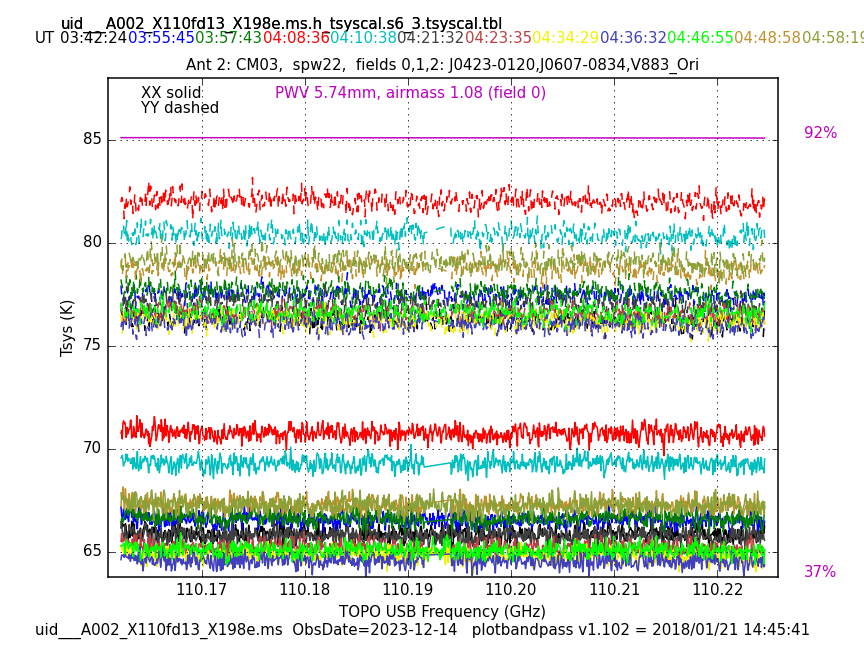 uid___A002_X110fd13_X198e.ms.h_tsyscal.s6_3.tsyscal.tbl
UT 03:42:24 03:55:45 03:57:43 04:08:36 04:10:38 04:21:32 04:23:35 04:34:29 04:36:32 04:46:55 04:48:58 04:58:19
Ant 2: CM03,  spw22,  fields 0,1,2: J0423-0120,J0607-0834,V883_Ori
XX solid PWV 5.74mm, airmass 1.08 (field 0)
YY dashed
92%
85
80
75
70
65
Tsys (K)
37%
110.17 110.18 110.19 110.20 110.21 110.22
TOPO USB Frequency (GHz)
uid___A002_X110fd13_X198e.ms  ObsDate=2023-12-14   plotbandpass v1.102 = 2018/01/21 14:45:41